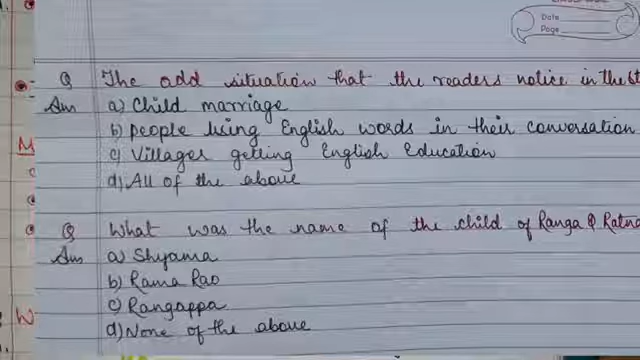 Date
Page
Q The odd situation that the readers notice in the
Ans a) Child marriage
b) people using English words in their conversation
c) Villages getting English Education
d) All of the above
Q What was the name of the child of Ranga &
Ans a) Shyama
b) Rama Rao
c) Rangappa
d) None of the above
M
W